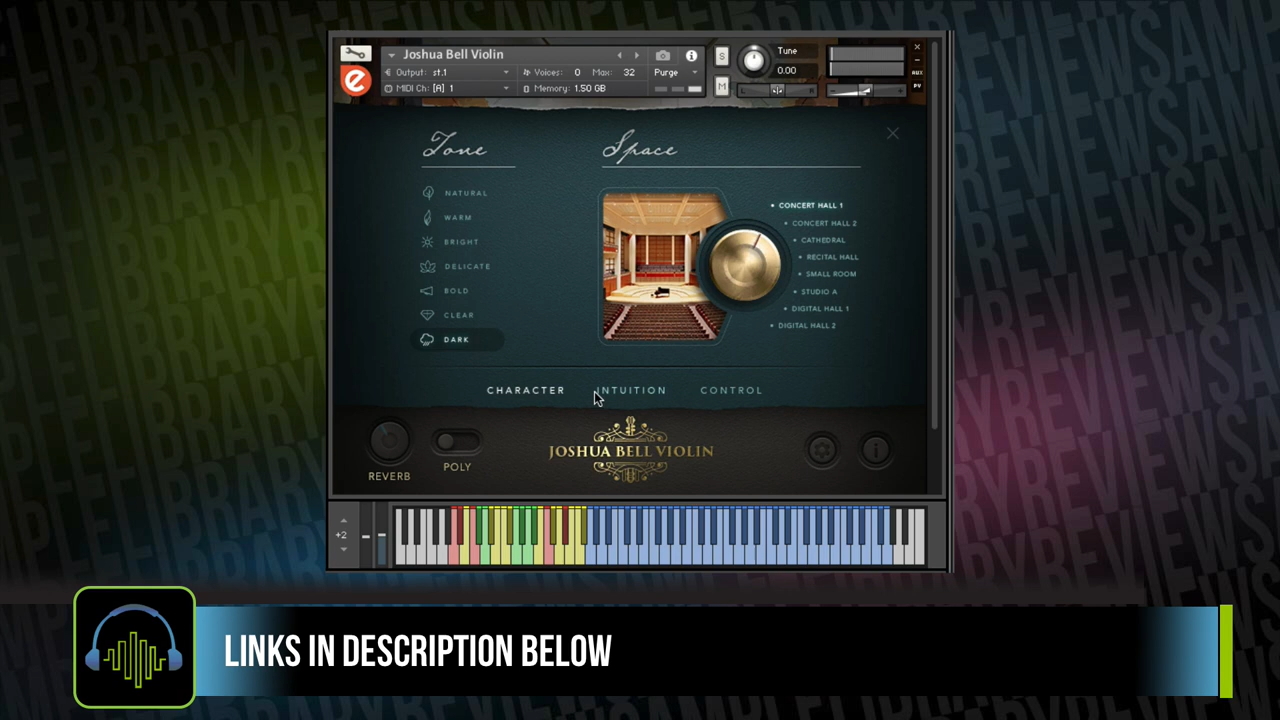 Joshua Bell Violin
Output: st.1
Voices: 0 Max: 32
Purge
MIDI Ch: [A] 1
Memory: 1.50 GB
S
M
Tune
0.00
AUX
PV
e
Tone
Space
NATURAL
WARM
BRIGHT
DELICATE
BOLD
CLEAR
DARK
CONCERT HALL 1
CONCERT HALL 2
CATHEDRAL
RECITAL HALL
SMALL ROOM
STUDIO A
DIGITAL HALL 1
DIGITAL HALL 2
CHARACTER INTUITION CONTROL
REVERB
POLY
JOSHUA BELL VIOLIN
+2
LINKS IN DESCRIPTION BELOW